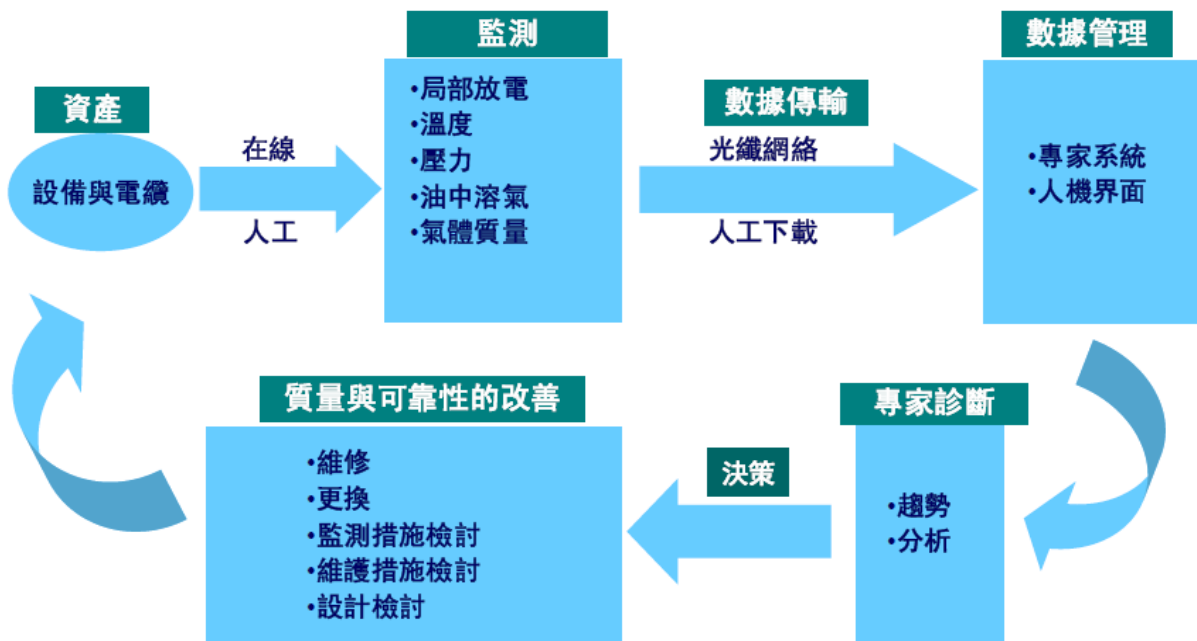 資產
設備與電纜
在線
人工
監測
•局部放電
•溫度
•壓力
•油中溶氣
•氣體質量
數據傳輸
光纖網絡
人工下載
數據管理
•專家系統
•人機界面
專家診斷
•趨勢
•分析
決策
質量與可靠性的改善
•維修
•更換
•監測措施檢討
•維護措施檢討
•設計檢討